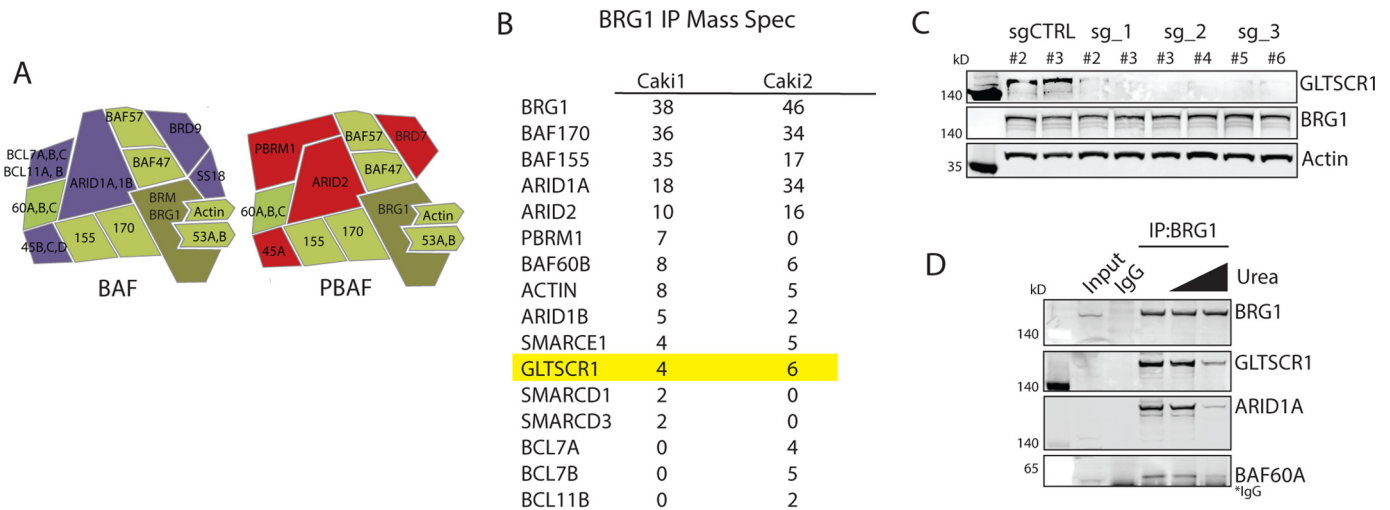 A
BAF57
BRD9
BCL7A,B,C
BCL11A, B
ARID1A,1B
BAF47
SS18
60A,B,C
BRM
BRG1
Actin
155
170
53A,B
45B,C,D
BAF
BAF57
BRD7
PBRM1
ARID2
BAF47
60A,B,C
BRG1
Actin
155
170
53A,B
45A
PBAF
B
BRG1 IP Mass Spec
Caki1 Caki2
BRG1 38 46
BAF170 36 34
BAF155 35 17
ARID1A 18 34
ARID2 10 16
PBRM1 7 0
BAF60B 8 6
ACTIN 8 5
ARID1B 5 2
SMARCE1 4 5
GLTSCR1 4 6
SMARCD1 2 0
SMARCD3 2 0
BCL7A 0 4
BCL7B 0 5
BCL11B 0 2
C
sgCTRL sg_1 sg_2 sg_3
kD #2 #3 #2 #3 #3 #4 #5 #6
140 GLTSCR1
140 BRG1
35 Actin
D
IP:BRG1
Input IgG Urea
kD
140 BRG1
140 GLTSCR1
140 ARID1A
65 BAF60A
*IgG